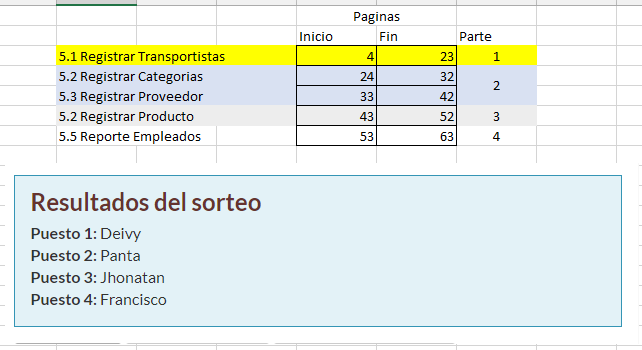 Paginas
Inicio Fin Parte
5.1 Registrar Transportistas 4 23 1
5.2 Registrar Categorias 24 32 2
5.3 Registrar Proveedor 33 42
5.2 Registrar Producto 43 52 3
5.5 Reporte Empleados 53 63 4
Resultados del sorteo
Puesto 1: Deivy
Puesto 2: Panta
Puesto 3: Jhonatan
Puesto 4: Francisco